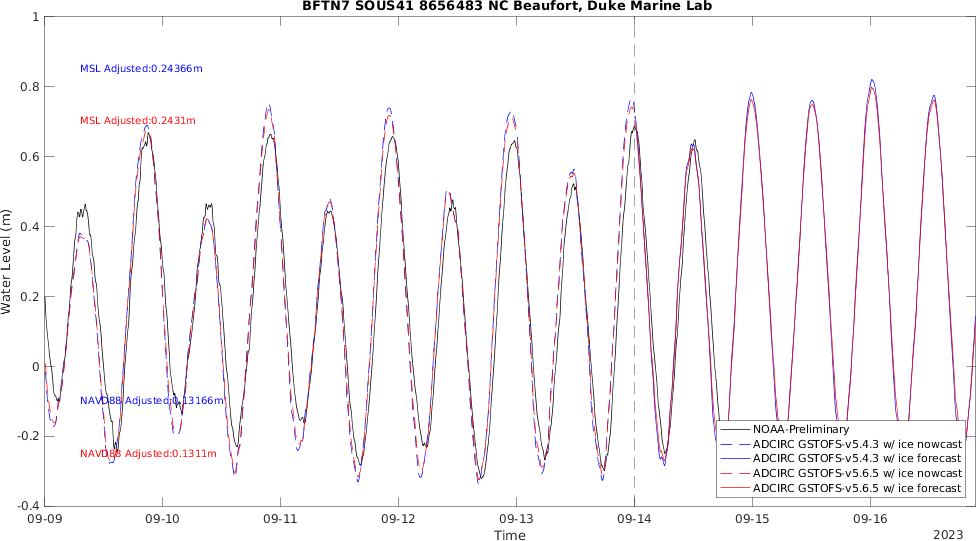 BFTN7 SOUS41 8656483 NC Beaufort, Duke Marine Lab
1
0.8
0.6
0.4
0.2
0
-0.2
-0.4
Water Level (m)
MSL Adjusted:0.24366m
MSL Adjusted:0.2431m
NAVD88 Adjusted:0.13166m
NAVD88 Adjusted:0.1311m
NOAA-Preliminary
ADCIRC GSTOFS-v5.4.3 w/ ice nowcast
ADCIRC GSTOFS-v5.4.3 w/ ice forecast
ADCIRC GSTOFS-v5.6.5 w/ ice nowcast
ADCIRC GSTOFS-v5.6.5 w/ ice forecast
09-09 09-10 09-11 09-12 09-13 09-14 09-15 09-16
Time
2023